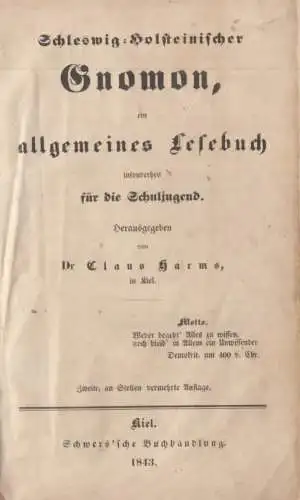 Schleswig-Holsteinischer
Gnomon,
ein
allgemeines Lesebuch
insonderheit
für die Schuljugend.
Herausgegeben
von
Dr Claus Harms,
in Kiel.
Motto.
Weder begehr' Alles zu wissen,
noch bleib' in Allem ein Unwissender
Demokrit. um 400 v. Chr.
Zweite, an Stellen vermehrte Auflage.
Kiel.
Schwers'sche Buchhandlung.
1843.